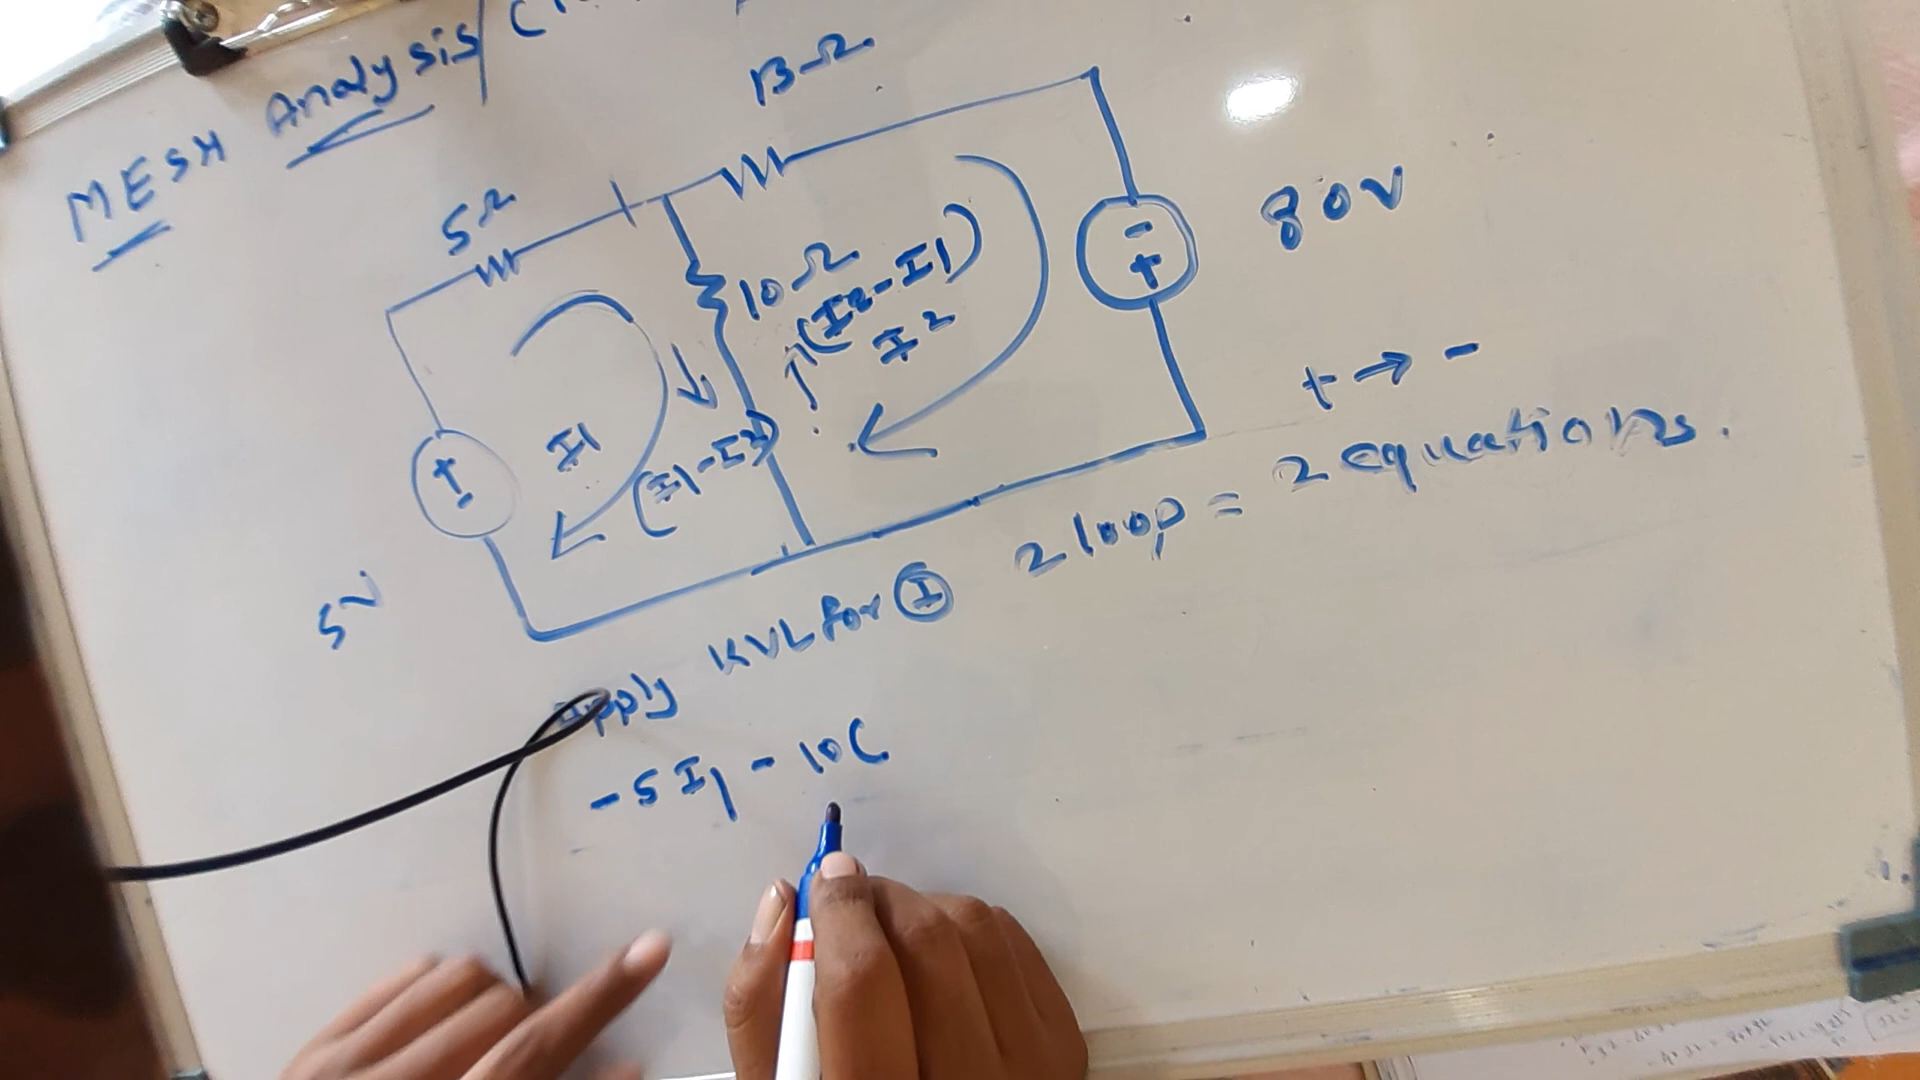 MESH Analysis/
13Ω
5Ω
10Ω
80V
(I2-I1)
I2
I1
(I1-I2)
-
+
+
-
5V
+ → -
2 loop = 2 equations.
Apply KVL for I
-5I1 - 10(